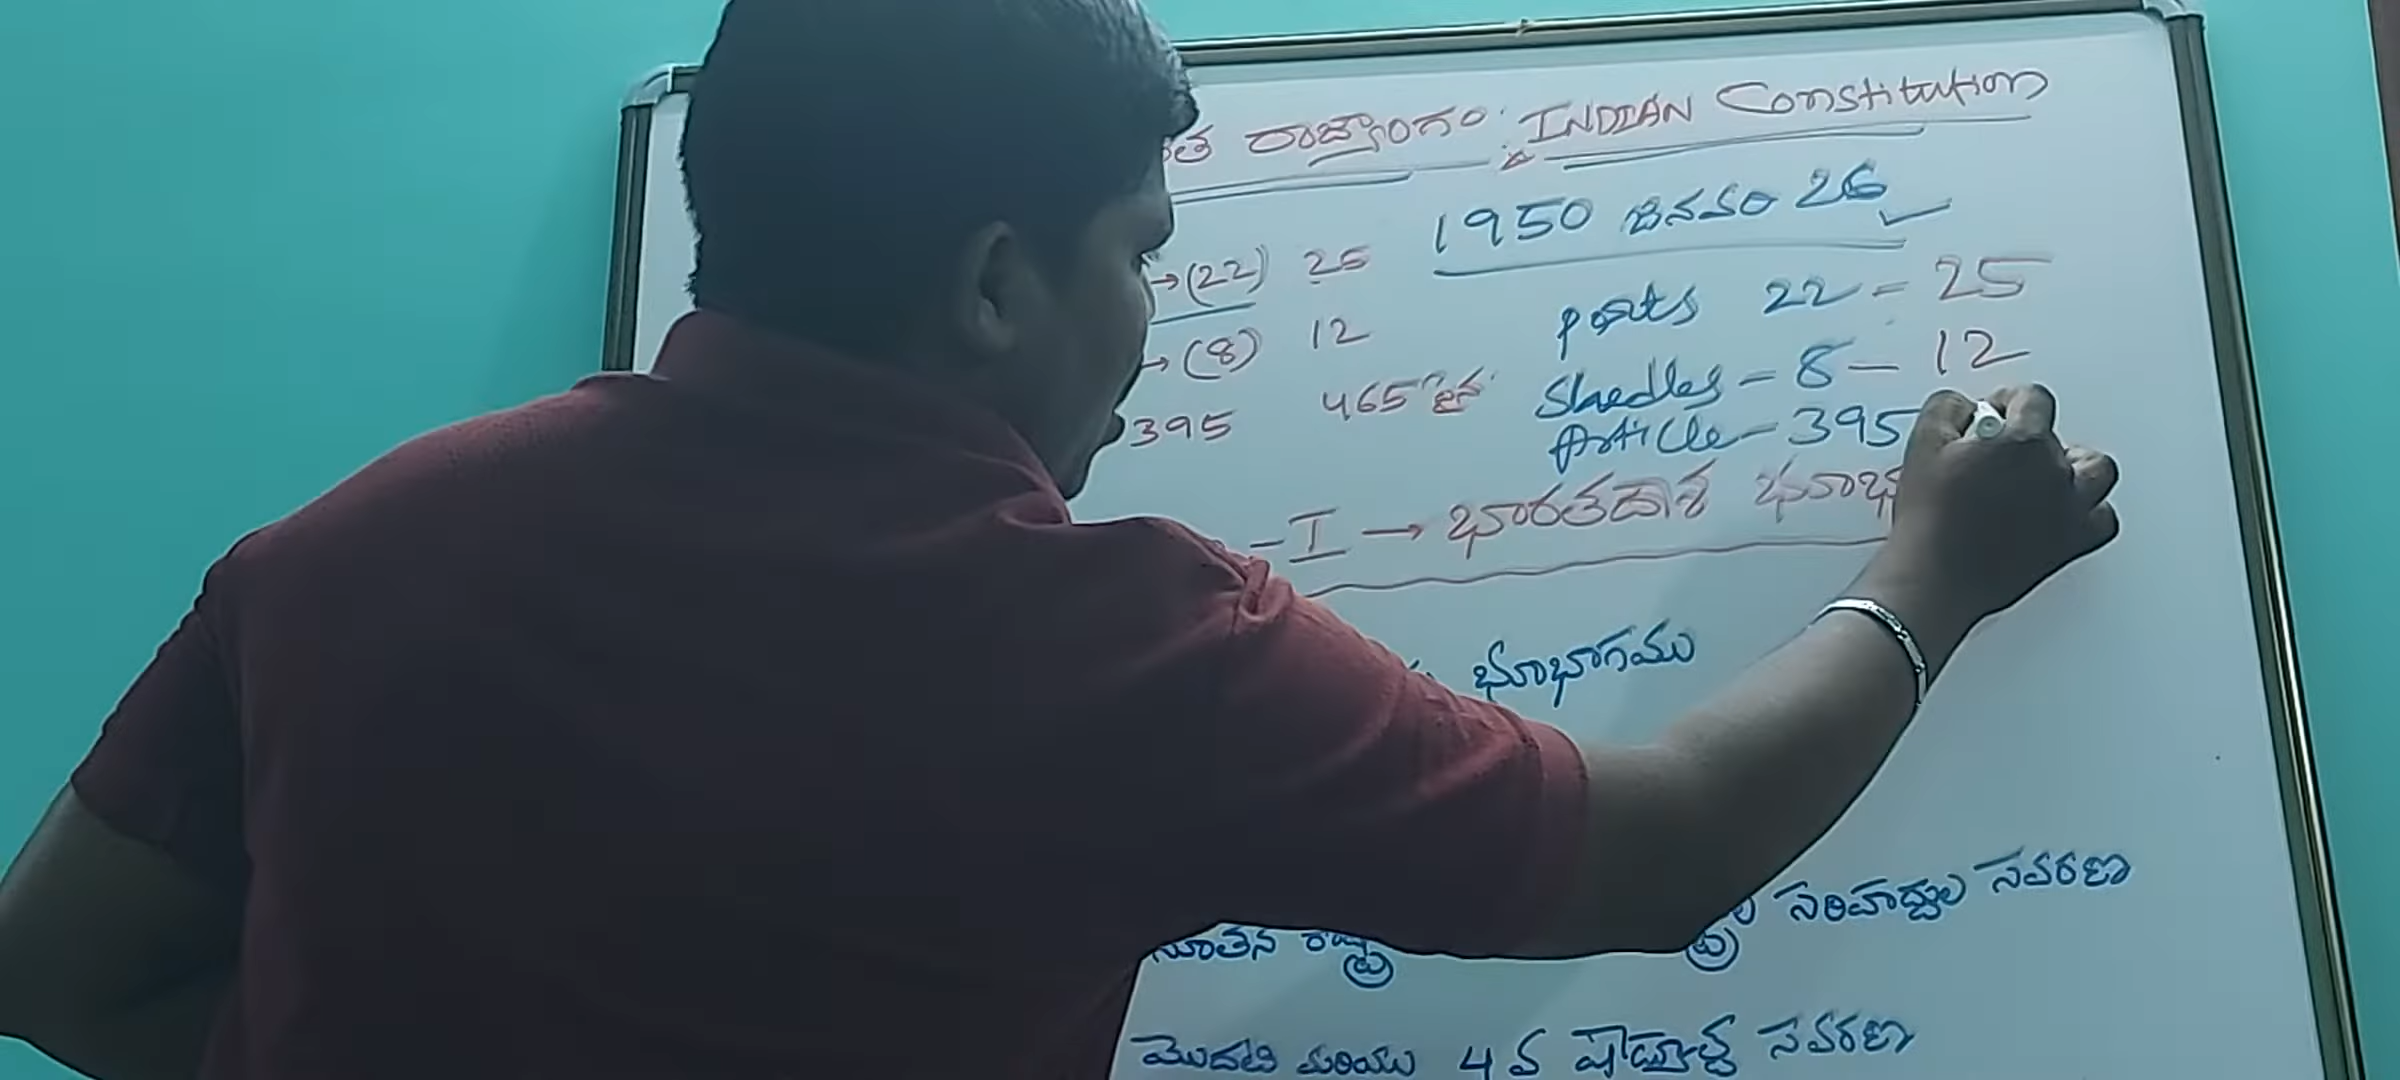 రాజ్యాంగం: INDIAN Constitution
1950 జనవరి 26
→(22) 25
parts 22 = 25
→ (8) 12
Shedles - 8 - 12
395 465 పైన
Article - 395
- I → భారతదేశ
భూభాగము
నూతన సరిహద్దుల సవరణ
మొదటి మరియు 4 వ షెడ్యూల్డ సవరణ